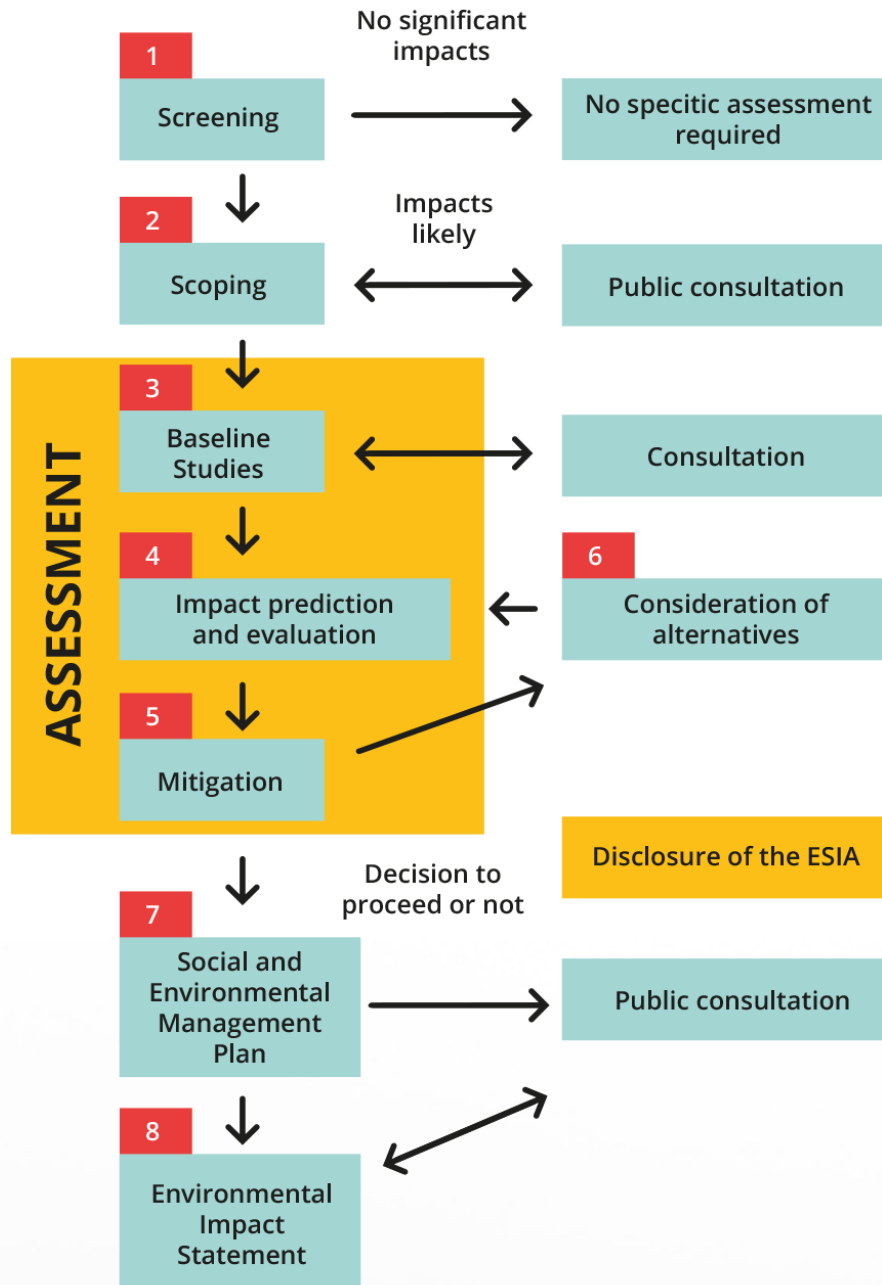 1
No significant
impacts
Screening
No specitic assessment
required
2
Impacts
likely
Scoping
Public consultation
ASSESSMENT
3
Baseline
Studies
Consultation
4
Impact prediction
and evaluation
6
Consideration of
alternatives
5
Mitigation
Disclosure of the ESIA
Decision to
proceed or not
7
Social and
Environmental
Management
Plan
Public consultation
8
Environmental
Impact
Statement